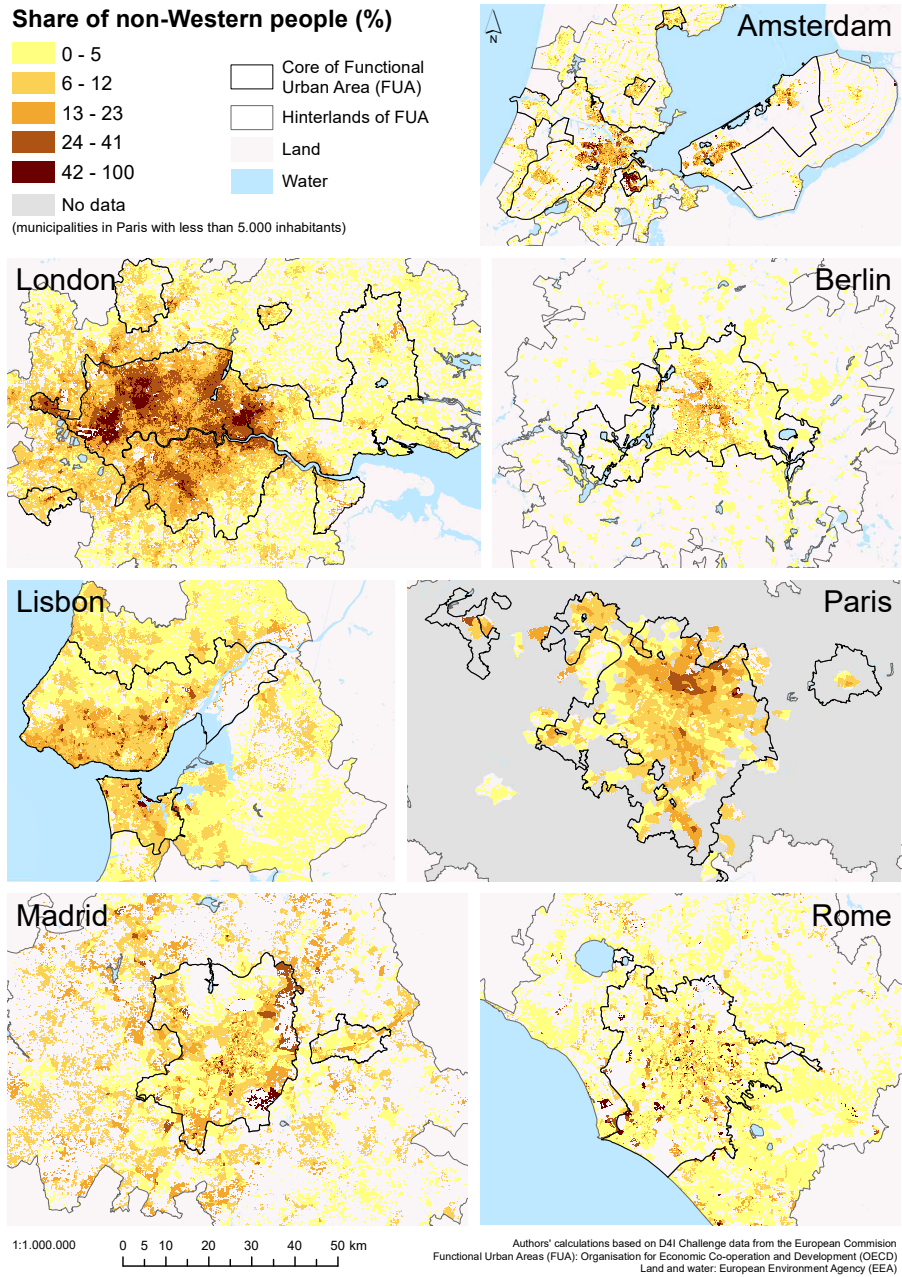 Share of non-Western people (%)
0 - 5
6 - 12
13 - 23
24 - 41
42 - 100
No data
(municipalities in Paris with less than 5.000 inhabitants)
Core of Functional
Urban Area (FUA)
Hinterlands of FUA
Land
Water
N
Amsterdam
London
Berlin
Lisbon
Paris
Madrid
Rome
1:1.000.000
0 5 10 20 30 40 50 km
Authors' calculations based on D4I Challenge data from the European Commision
Functional Urban Areas (FUA): Organisation for Economic Co-operation and Development (OECD)
Land and water: European Environment Agency (EEA)